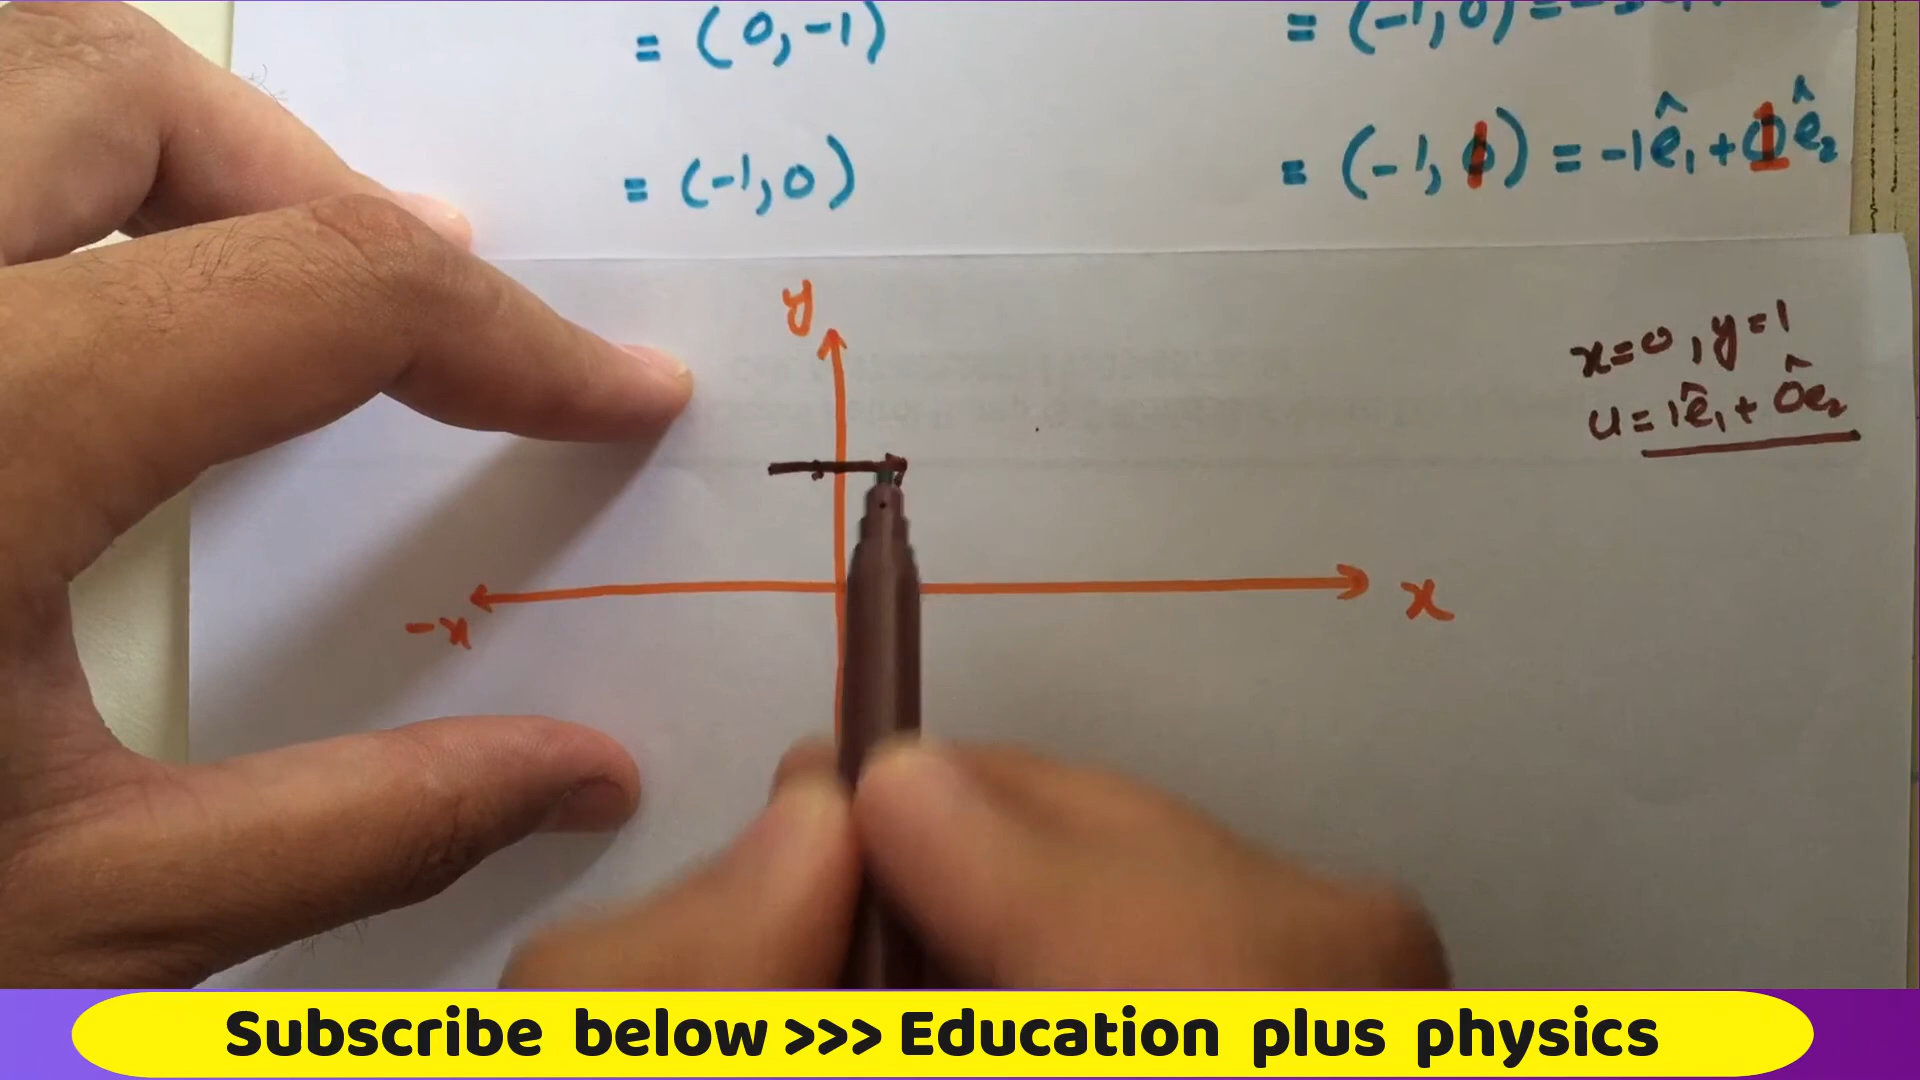 = (0,-1)
= (-1,0)
= (-1,0) =
= (-1, 1) = -1ê₁ + 1ê₂
y
x=0, y=1
u = 1ê₁ + 0ê₂
-x
x
Subscribe below >>> Education plus physics